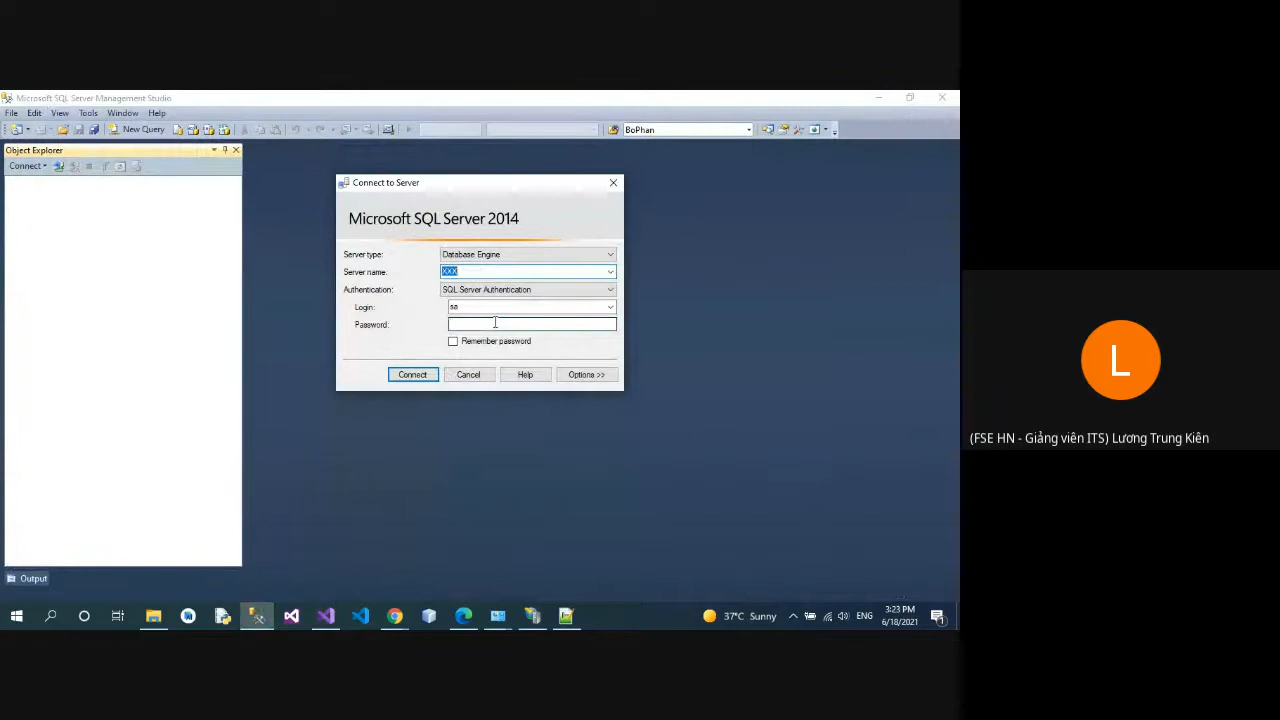 Microsoft SQL Server Management Studio
File Edit View Tools Window Help
New Query
BoPhan
Object Explorer
Connect
Connect to Server
Microsoft SQL Server 2014
Server type: Database Engine
Server name: XXX
Authentication: SQL Server Authentication
Login: sa
Password:
Remember password
Connect Cancel Help Options >>
L
(FSE HN - Giảng viên ITS) Lương Trung Kiên
Output
37°C Sunny
ENG
3:23 PM
6/18/2021
1